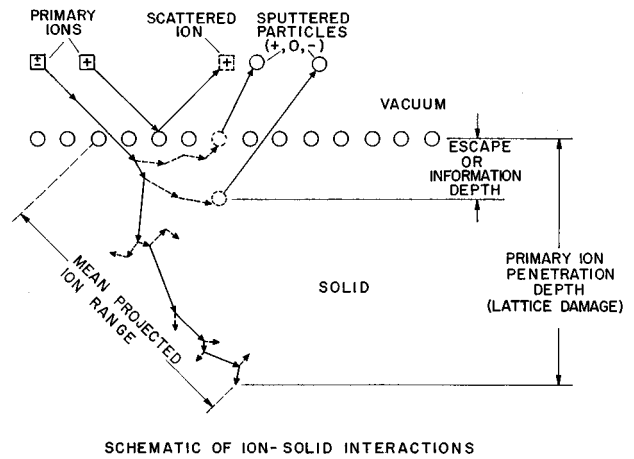 PRIMARY
IONS
SCATTERED
ION
SPUTTERED
PARTICLES
(+,0,-)
±
+
+
VACUUM
ESCAPE
OR
INFORMATION
DEPTH
MEAN PROJECTED
ION RANGE
SOLID
PRIMARY ION
PENETRATION
DEPTH
(LATTICE DAMAGE)
SCHEMATIC OF ION-SOLID INTERACTIONS